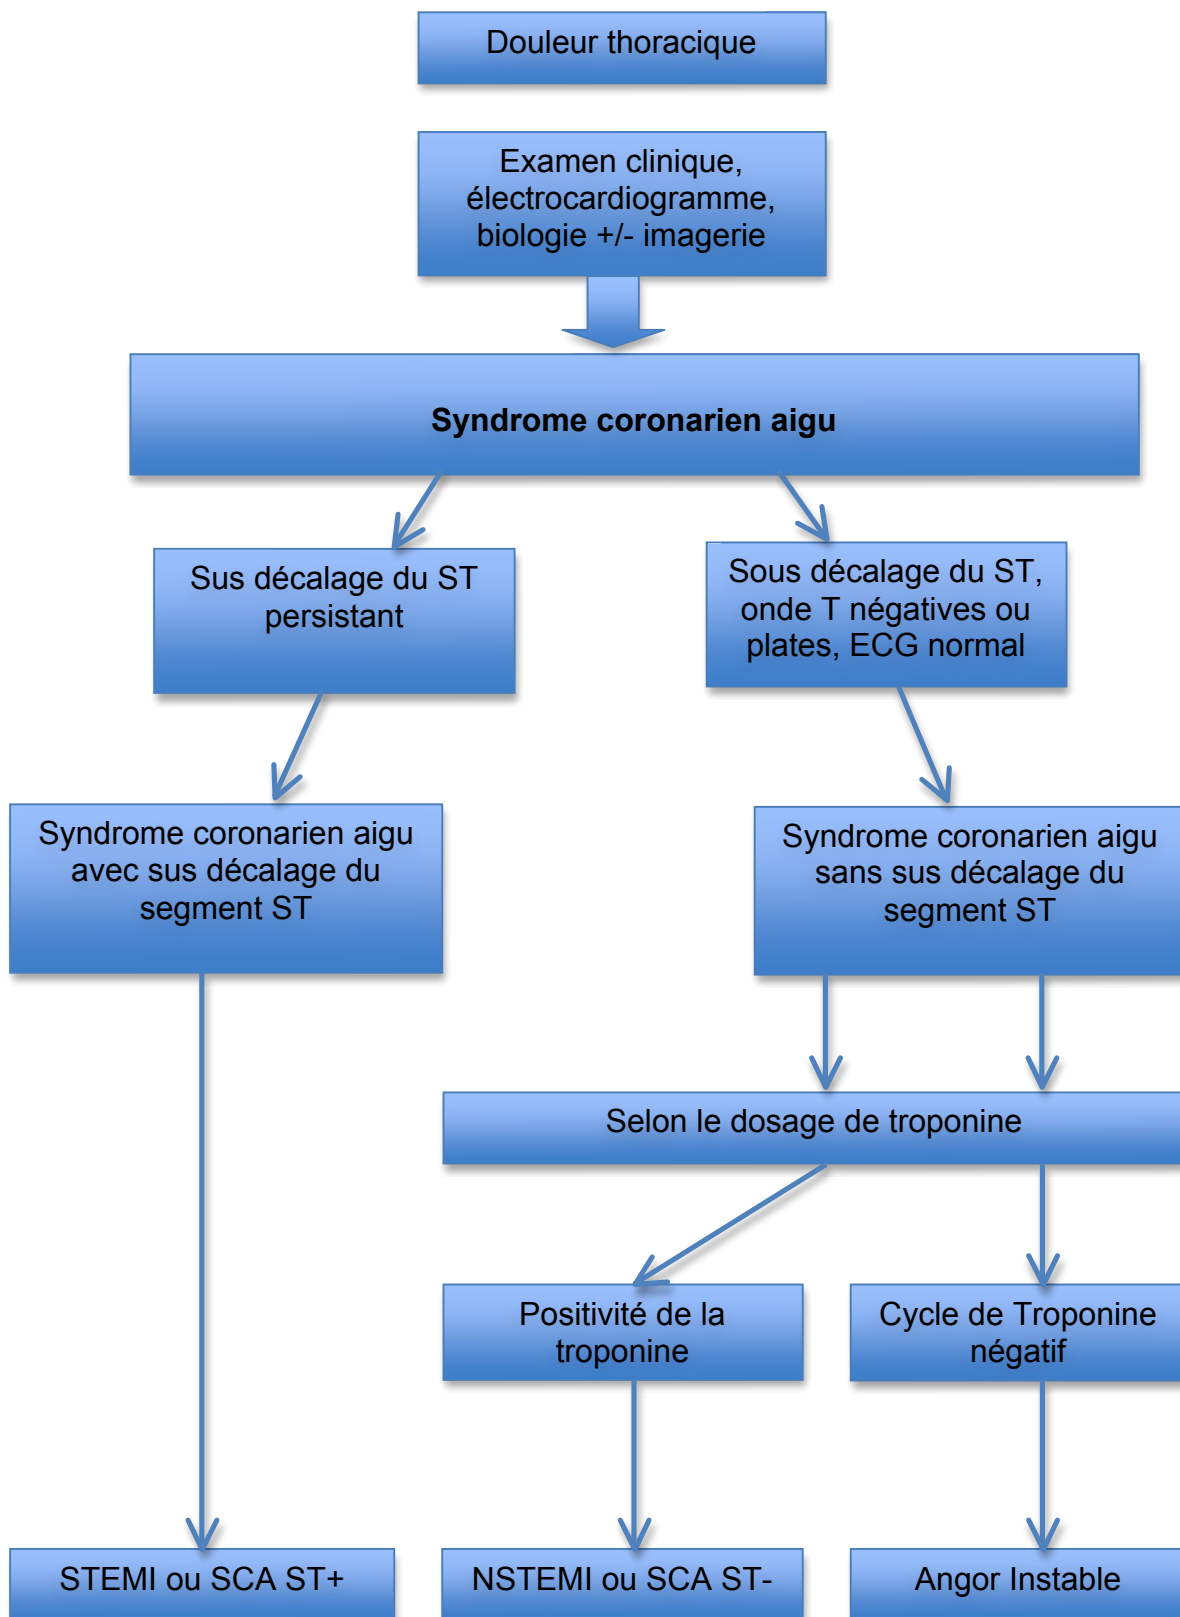 Douleur thoracique
Examen clinique,
électrocardiogramme,
biologie +/- imagerie
Syndrome coronarien aigu
Sus décalage du ST
persistant
Sous décalage du ST,
onde T négatives ou
plates, ECG normal
Syndrome coronarien aigu
avec sus décalage du
segment ST
Syndrome coronarien aigu
sans sus décalage du
segment ST
Selon le dosage de troponine
Positivité de la
troponine
Cycle de Troponine
négatif
STEMI ou SCA ST+
NSTEMI ou SCA ST-
Angor Instable